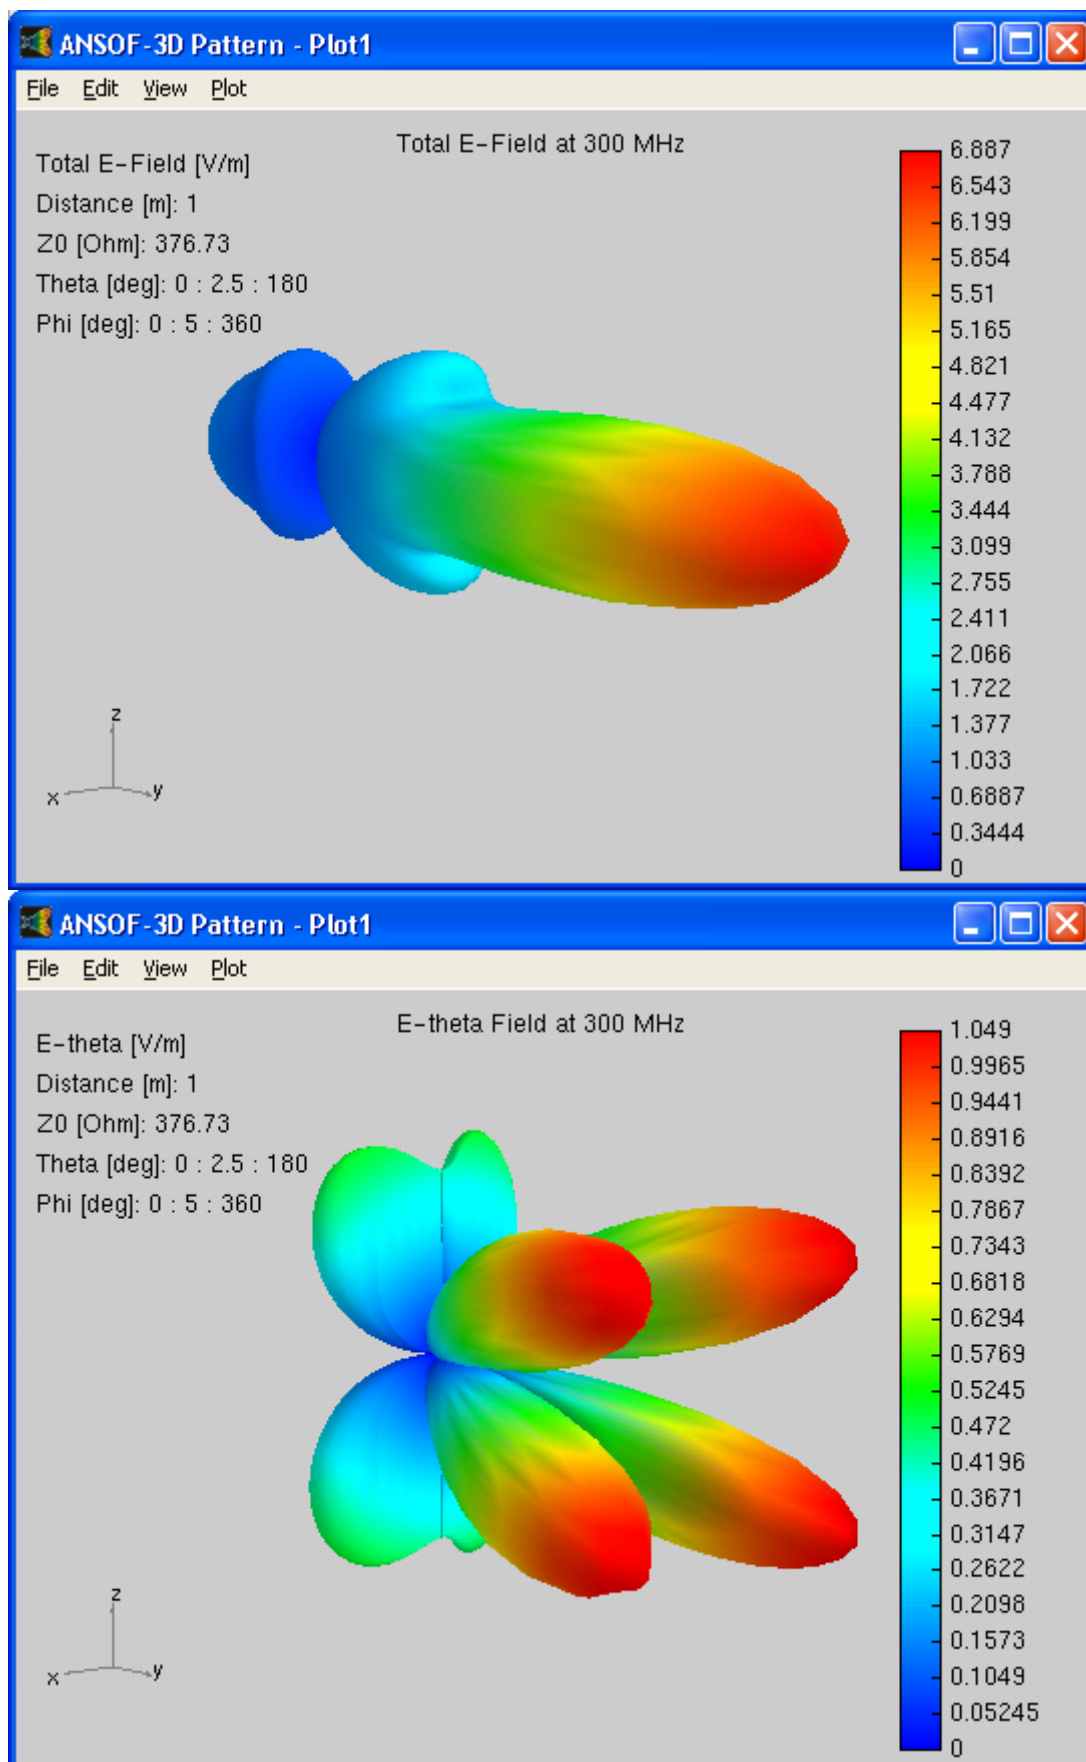 ANSOF-3D Pattern - Plot1
File Edit View Plot
Total E-Field at 300 MHz
Total E-Field [V/m]
Distance [m]: 1
Z0 [Ohm]: 376.73
Theta [deg]: 0 : 2.5 : 180
Phi [deg]: 0 : 5 : 360
6.887
6.543
6.199
5.854
5.51
5.165
4.821
4.477
4.132
3.788
3.444
3.099
2.755
2.411
2.066
1.722
1.377
1.033
0.6887
0.3444
0
z
x
y
ANSOF-3D Pattern - Plot1
File Edit View Plot
E-theta Field at 300 MHz
E-theta [V/m]
Distance [m]: 1
Z0 [Ohm]: 376.73
Theta [deg]: 0 : 2.5 : 180
Phi [deg]: 0 : 5 : 360
1.049
0.9965
0.9441
0.8916
0.8392
0.7867
0.7343
0.6818
0.6294
0.5769
0.5245
0.472
0.4196
0.3671
0.3147
0.2622
0.2098
0.1573
0.1049
0.05245
0
z
x
y